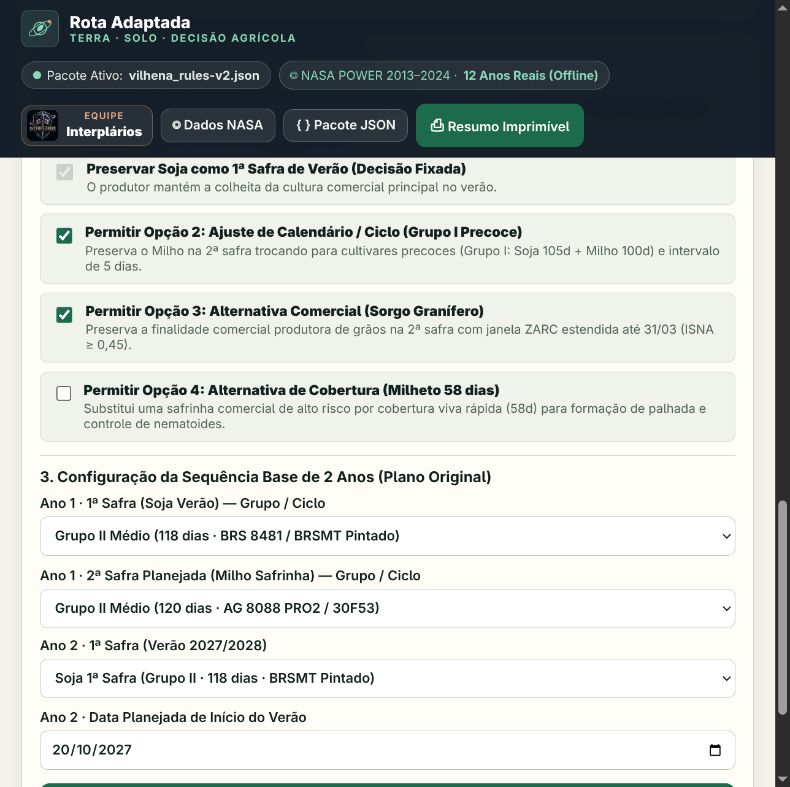 Rota Adaptada
TERRA · SOLO · DECISÃO AGRÍCOLA
Pacote Ativo: vilhena_rules-v2.json
© NASA POWER 2013–2024 · 12 Anos Reais (Offline)
EQUIPE
Interplários
Dados NASA
{ } Pacote JSON
Resumo Imprimível
Preservar Soja como 1ª Safra de Verão (Decisão Fixada)
O produtor mantém a colheita da cultura comercial principal no verão.
Permitir Opção 2: Ajuste de Calendário / Ciclo (Grupo I Precoce)
Preserva o Milho na 2ª safra trocando para cultivares precoces (Grupo I: Soja 105d + Milho 100d) e intervalo
de 5 dias.
Permitir Opção 3: Alternativa Comercial (Sorgo Granífero)
Preserva a finalidade comercial produtora de grãos na 2ª safra com janela ZARC estendida até 31/03 (ISNA
≥ 0,45).
Permitir Opção 4: Alternativa de Cobertura (Milheto 58 dias)
Substitui uma safrinha comercial de alto risco por cobertura viva rápida (58d) para formação de palhada e
controle de nematoides.
3. Configuração da Sequência Base de 2 Anos (Plano Original)
Ano 1 · 1ª Safra (Soja Verão) — Grupo / Ciclo
Grupo II Médio (118 dias · BRS 8481 / BRSMT Pintado)
Ano 1 · 2ª Safra Planejada (Milho Safrinha) — Grupo / Ciclo
Grupo II Médio (120 dias · AG 8088 PRO2 / 30F53)
Ano 2 · 1ª Safra (Verão 2027/2028)
Soja 1ª Safra (Grupo II · 118 dias · BRSMT Pintado)
Ano 2 · Data Planejada de Início do Verão
20/10/2027